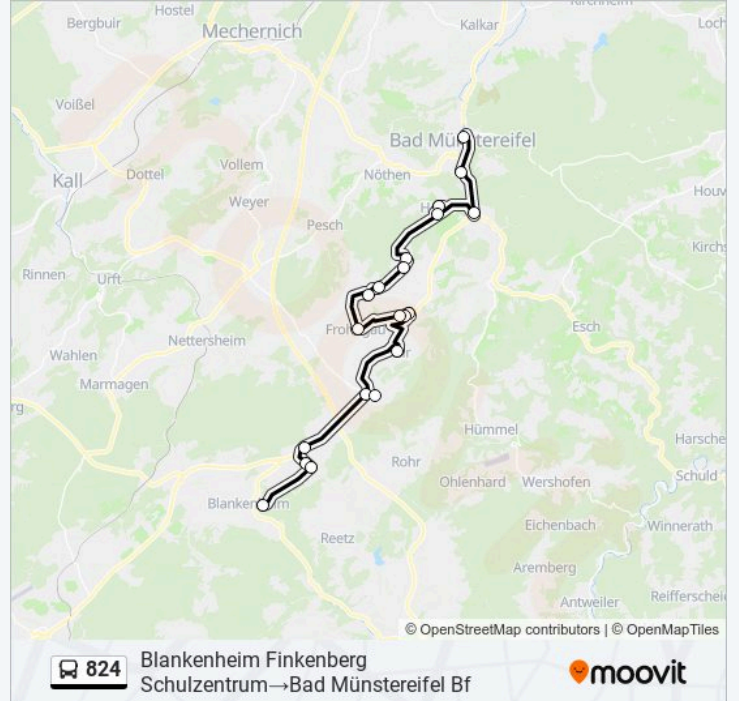 Hostel
Kirchheim
Bergbuir
Mechernich
Kalkar
Loch
Voißel
Bad Münstereifel
Kall
Dottel
Vollem
Nöthen
Houv
Weyer
Pesch
Kirchs
Rinnen
Urft
Esch
Nettersheim
Wahlen
Marmagen
rg
Hümmel
Harsche
Rohr
Ohlenhard
Wershofen
Schuld
Blankenheim
Eichenbach
Winnerath
Reetz
Aremberg
Antweiler
Reifferscheid
© OpenStreetMap contributors | © OpenMapTiles
824
Blankenheim Finkenberg
Schulzentrum→Bad Münstereifel Bf
moovit